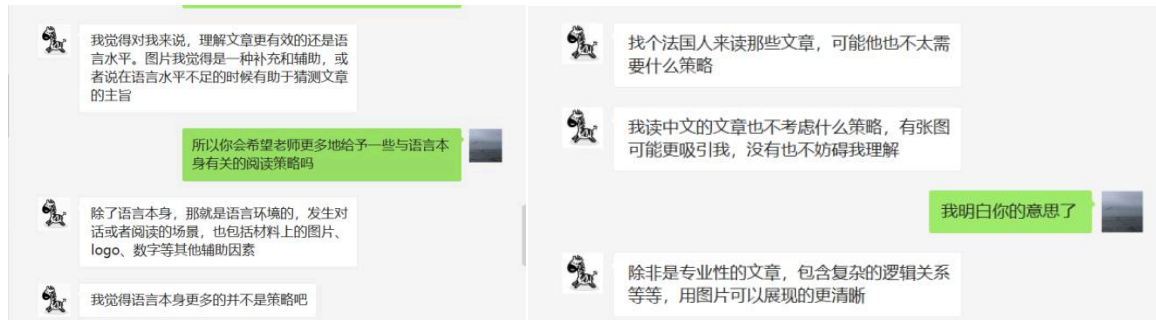 我觉得对我来说，理解文章更有效的还是语
言水平。图片我觉得是一种补充和辅助，或
者说在语言水平不足的时候有助于猜测文章
的主旨
所以你会希望老师更多地给予一些与语言本
身有关的阅读策略吗
除了语言本身，那就是语言环境的，发生对
话或者阅读的场景，也包括材料上的图片、
logo、数字等其他辅助因素
我觉得语言本身更多的并不是策略吧
找个法国人来读那些文章，可能他也不太需
要什么策略
我读中文的文章也不考虑什么策略，有张图
可能更吸引我，没有也不妨碍我理解
我明白你的意思了
除非是专业性的文章，包含复杂的逻辑关系
等等，用图片可以展现的更清晰